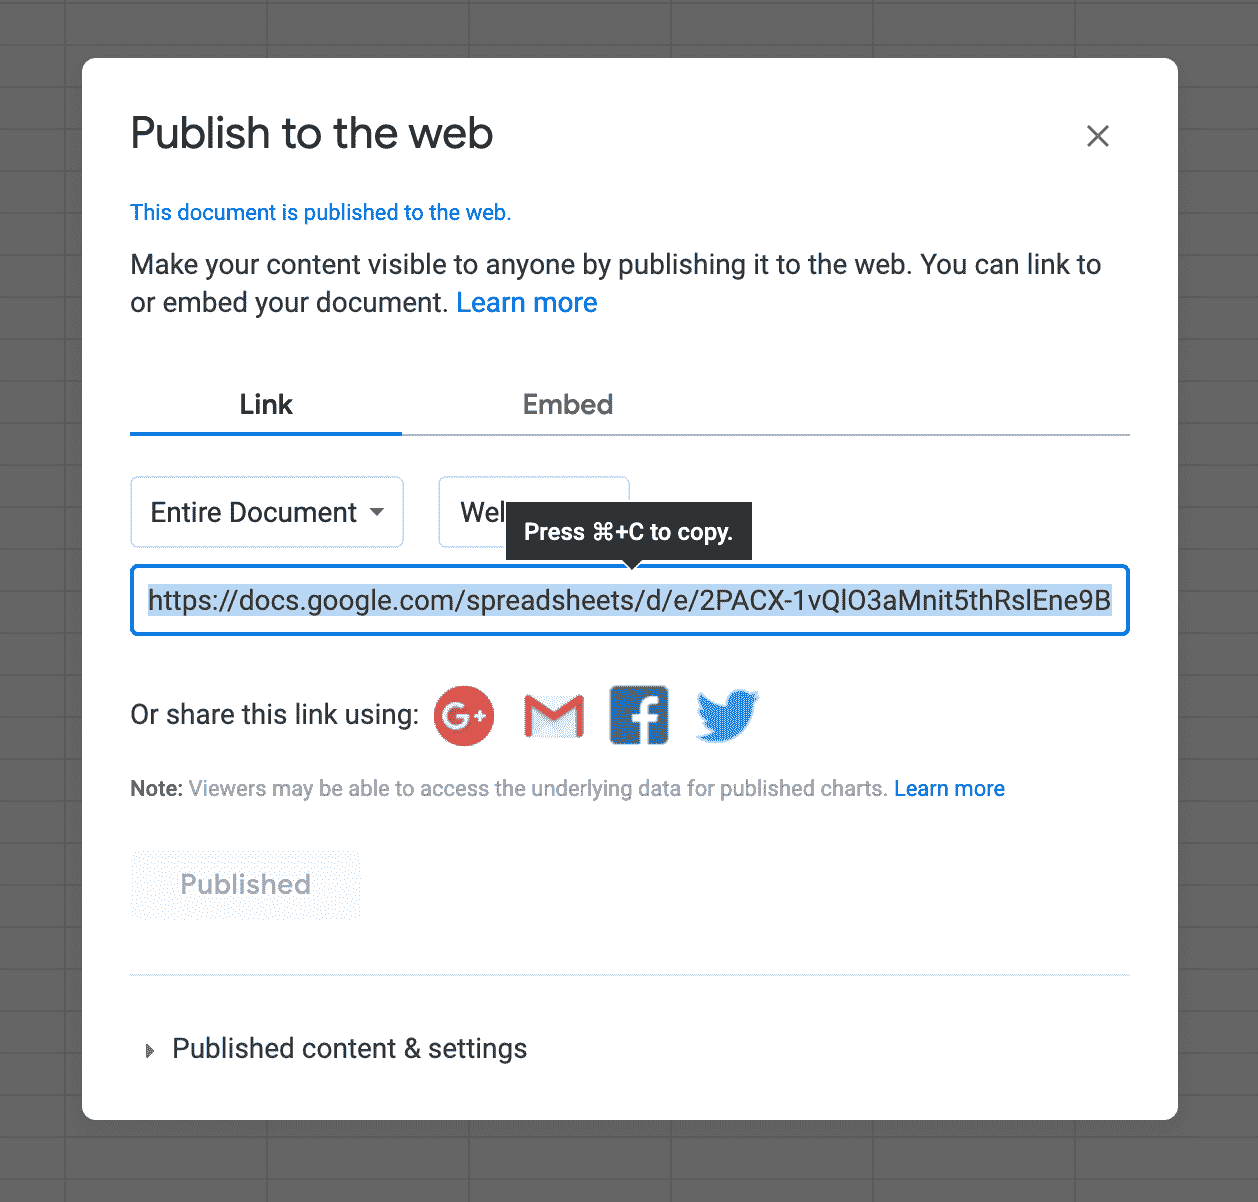 Publish to the web
This document is published to the web.
Make your content visible to anyone by publishing it to the web. You can link to
or embed your document. Learn more
Link Embed
Entire Document
Press ⌘+C to copy.
https://docs.google.com/spreadsheets/d/e/2PACX-1vQlO3aMnit5thRslEne9B
Or share this link using: G+
Note: Viewers may be able to access the underlying data for published charts. Learn more
Published
Published content & settings